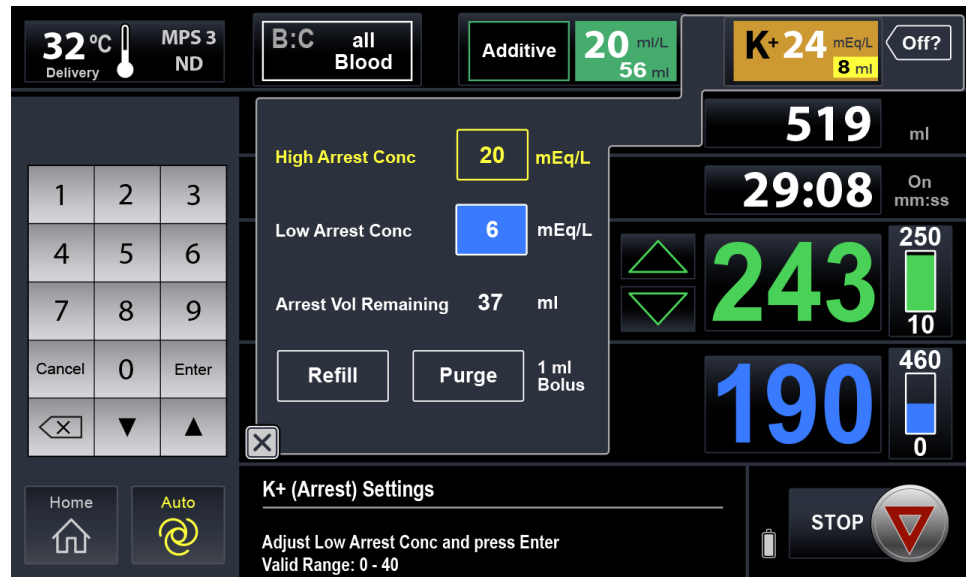 32 °C
Delivery
MPS 3
ND
B:C all
Blood
Additive
20 ml/L
56 ml
K+ 24 mEq/L
8 ml
Off?
519 ml
29:08 On
mm:ss
High Arrest Conc 20 mEq/L
Low Arrest Conc 6 mEq/L
Arrest Vol Remaining 37 ml
Refill Purge 1 ml
Bolus
1 2 3
4 5 6
7 8 9
Cancel 0 Enter
243
250
10
190
460
0
Home
Auto
K+ (Arrest) Settings
Adjust Low Arrest Conc and press Enter
Valid Range: 0 - 40
STOP